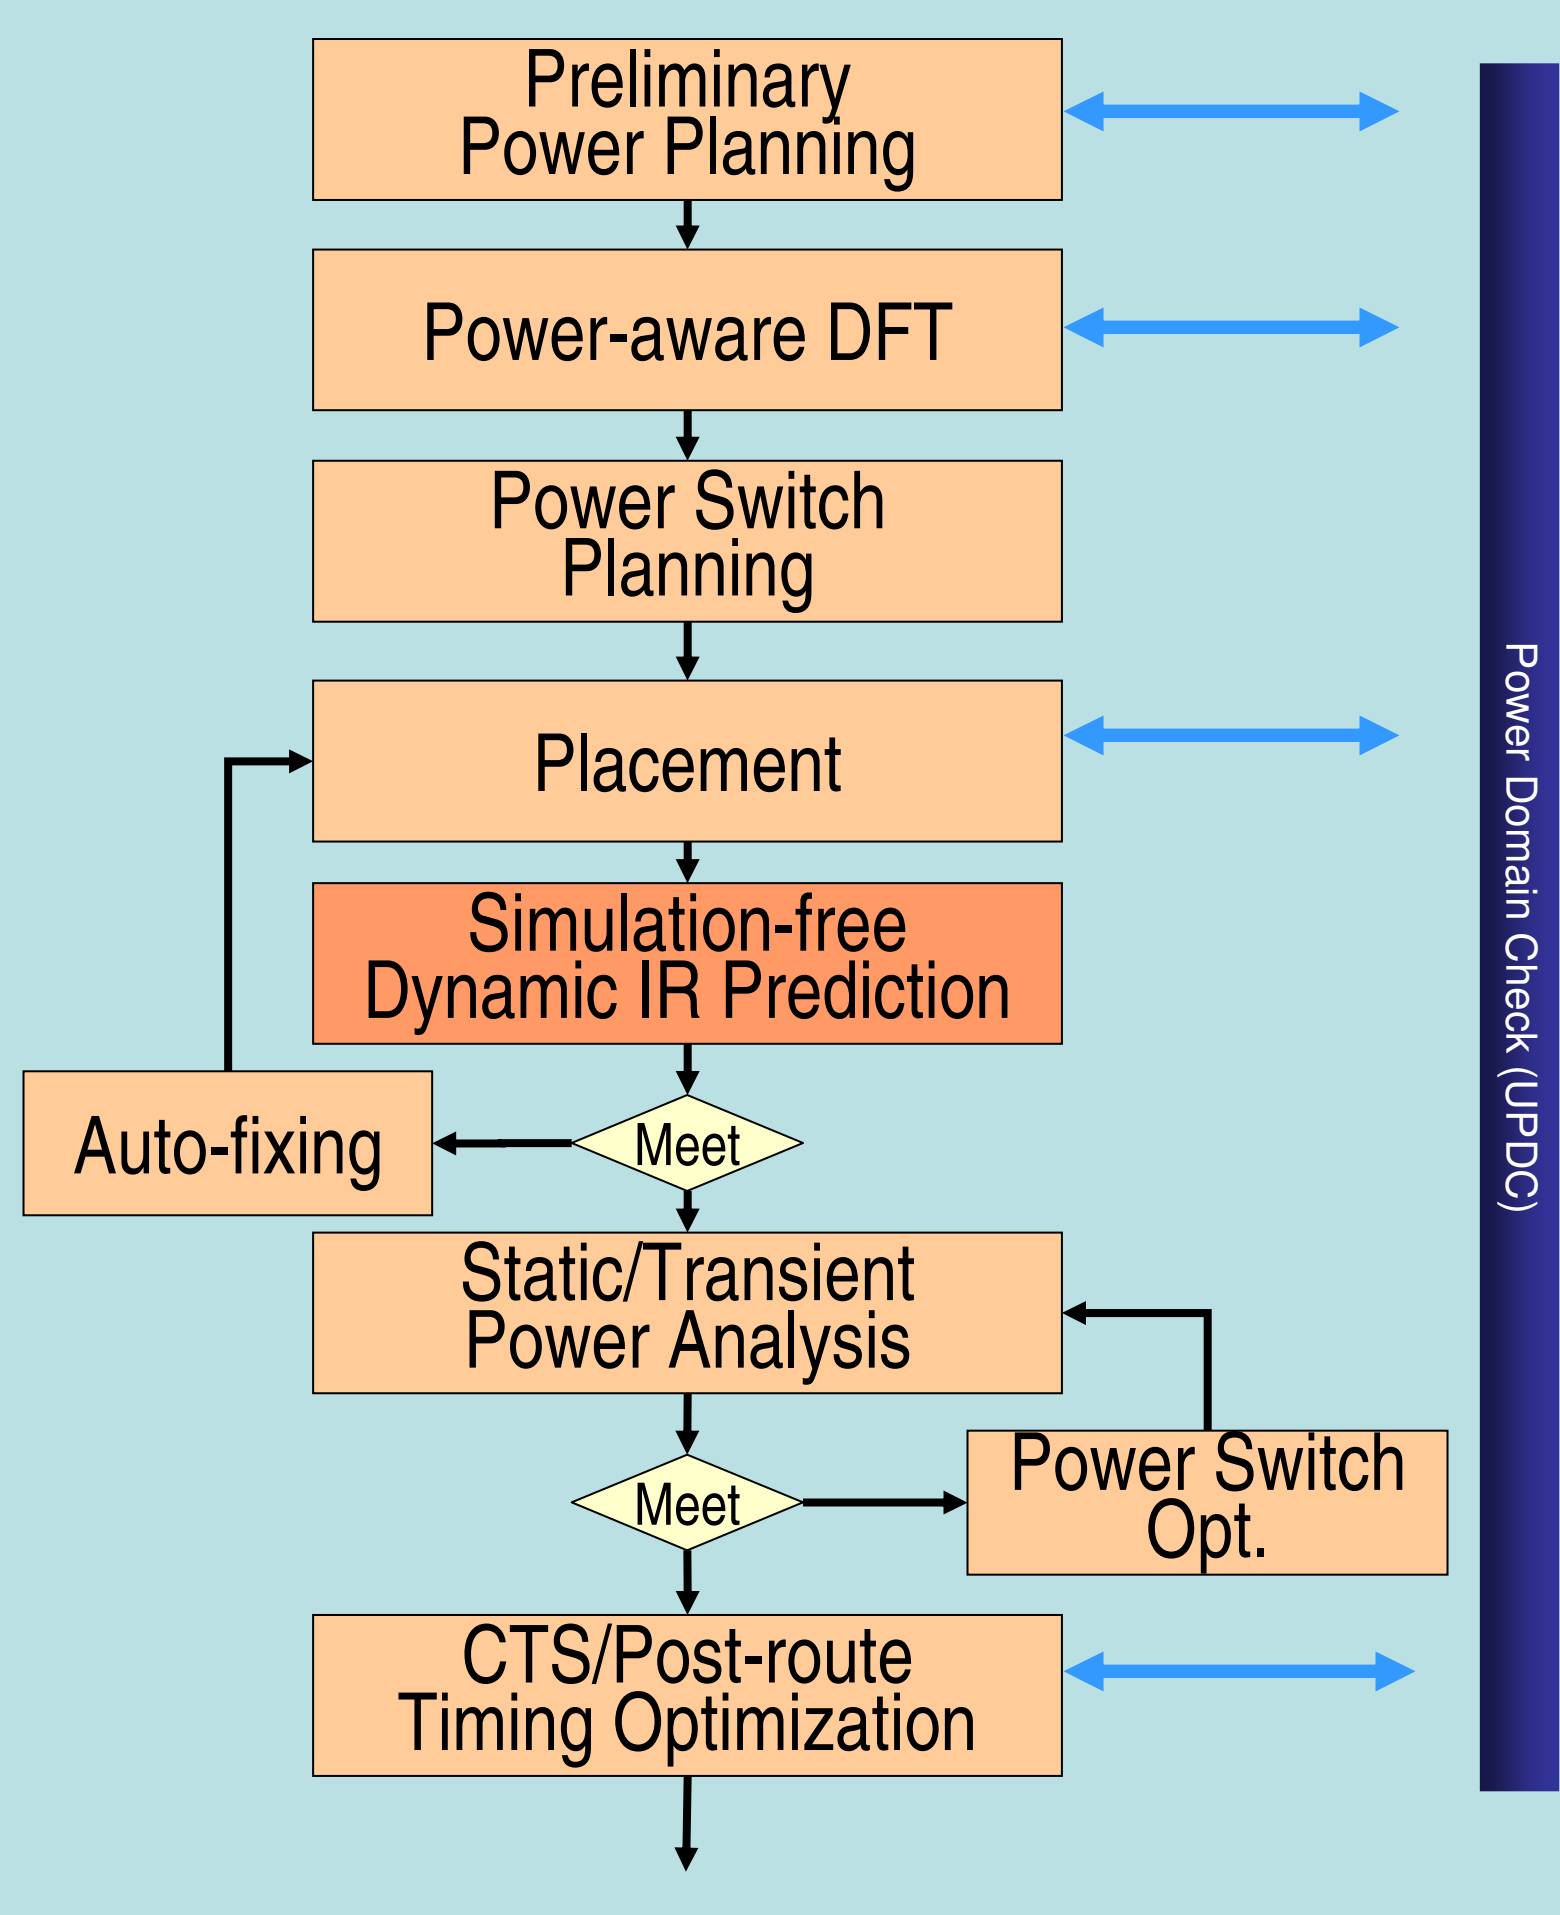 Preliminary
Power Planning
Power-aware DFT
Power Switch
Planning
Placement
Simulation-free
Dynamic IR Prediction
Auto-fixing
Meet
Static/Transient
Power Analysis
Meet
Power Switch
Opt.
CTS/Post-route
Timing Optimization
Power Domain Check (UPDC)